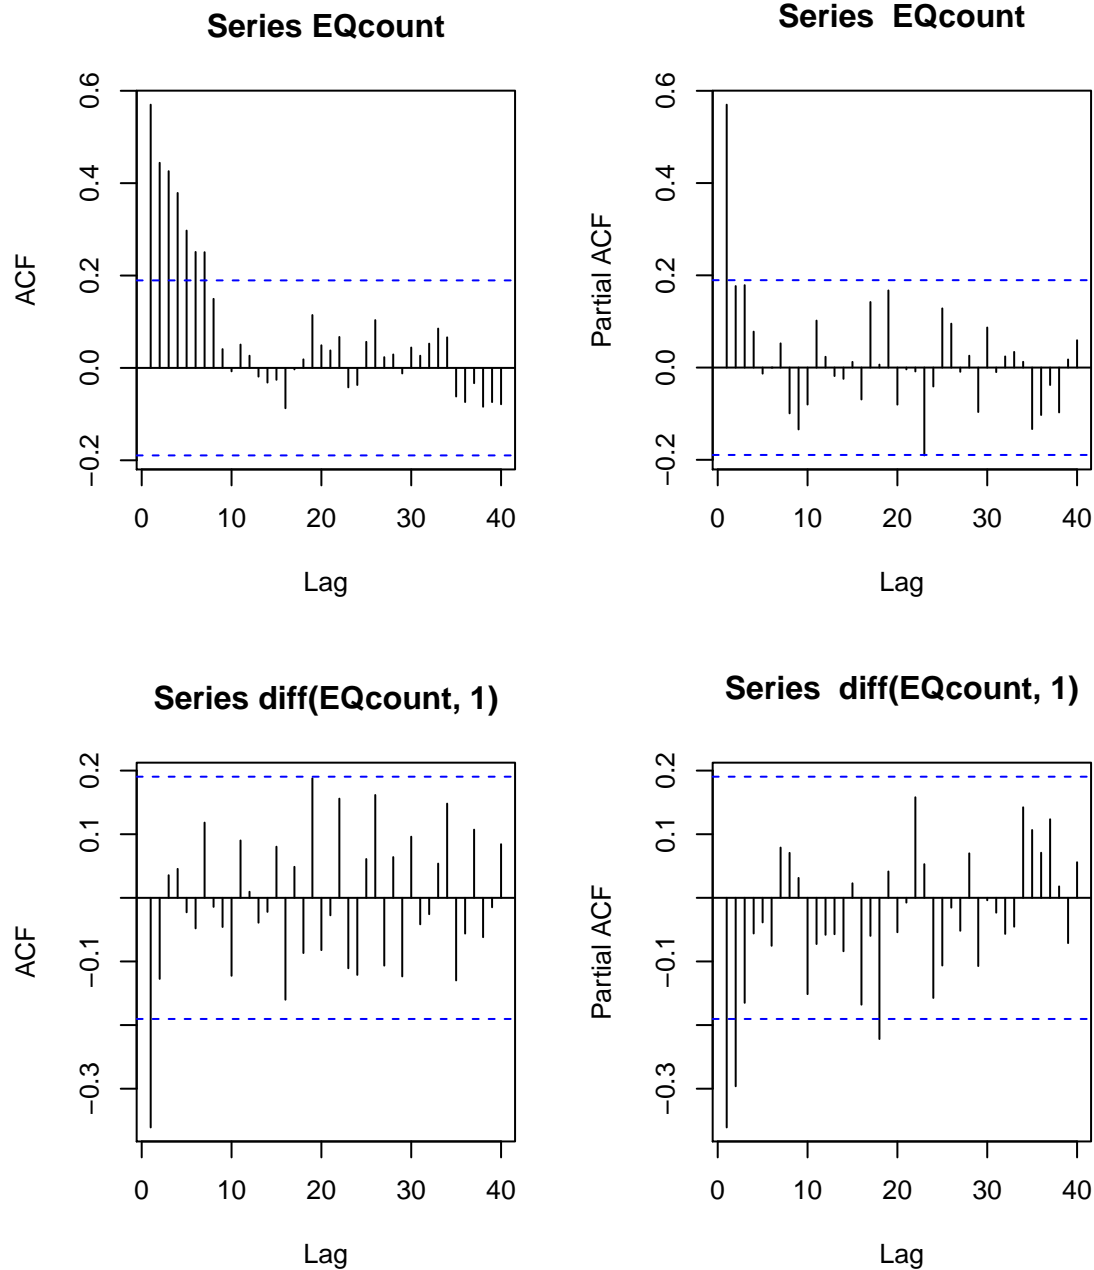 Series EQcount
ACF
0.6
0.4
0.2
0.0
−0.2
0 10 20 30 40
Lag
Series  EQcount
Partial ACF
0.6
0.4
0.2
0.0
−0.2
0 10 20 30 40
Lag
Series diff(EQcount, 1)
ACF
0.2
0.1
−0.1
−0.3
0 10 20 30 40
Lag
Series  diff(EQcount, 1)
Partial ACF
0.2
0.1
−0.1
−0.3
0 10 20 30 40
Lag